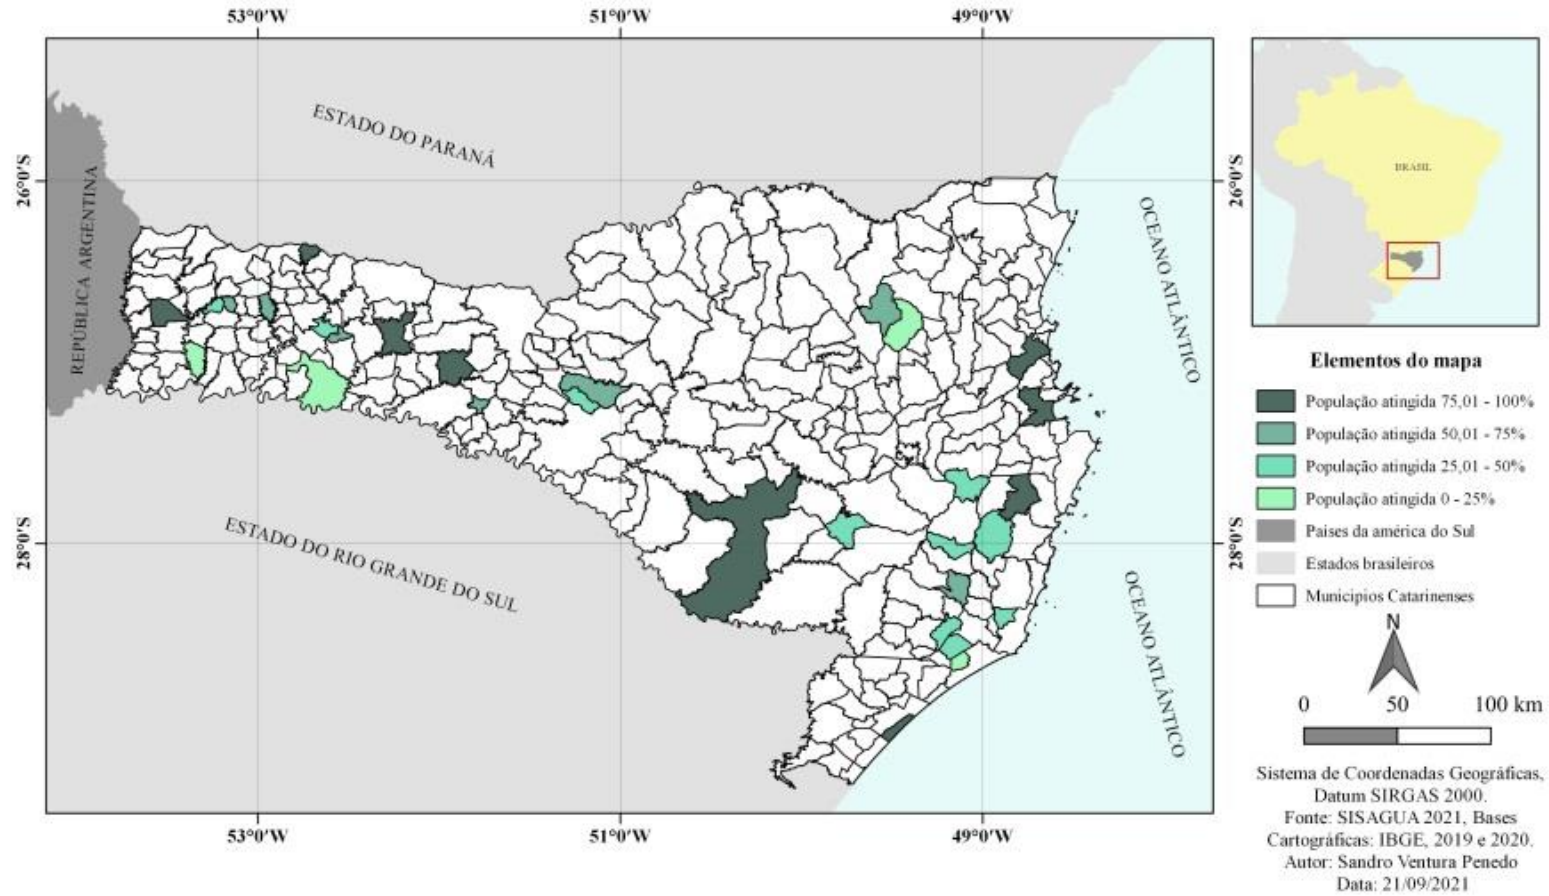 53°0'W
51°0'W
49°0'W
26°0'S
28°0'S
ESTADO DO PARANÁ
REPÚBLICA ARGENTINA
OCEANO ATLÂNTICO
ESTADO DO RIO GRANDE DO SUL
OCEANO ATLÂNTICO
26°0'S
28°0'S
53°0'W
51°0'W
49°0'W
BRASIL
Elementos do mapa
População atingida 75,01 - 100%
População atingida 50,01 - 75%
População atingida 25,01 - 50%
População atingida 0 - 25%
Paises da américa do Sul
Estados brasileiros
Municipios Catarinenses
N
0 50 100 km
Sistema de Coordenadas Geográficas,
Datum SIRGAS 2000.
Fonte: SISAGUA 2021, Bases
Cartográficas: IBGE, 2019 e 2020.
Autor: Sandro Ventura Penedo
Data: 21/09/2021